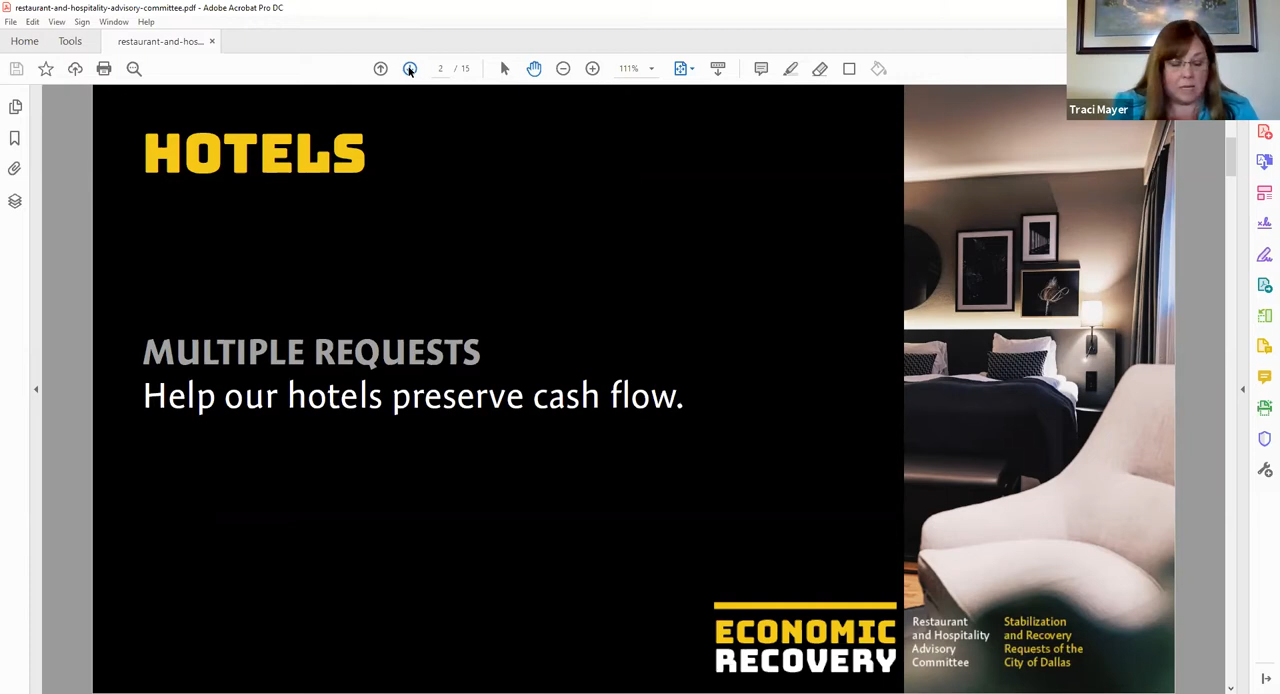 restaurant-and-hospitality-advisory-committee.pdf - Adobe Acrobat Pro DC
File Edit View Sign Window Help
Home Tools restaurant-and-hos... ×
2 / 15 111%
Traci Mayer
HOTELS
MULTIPLE REQUESTS
Help our hotels preserve cash flow.
ECONOMIC
RECOVERY
Restaurant
and Hospitality
Advisory
Committee
Stabilization
and Recovery
Requests of the
City of Dallas